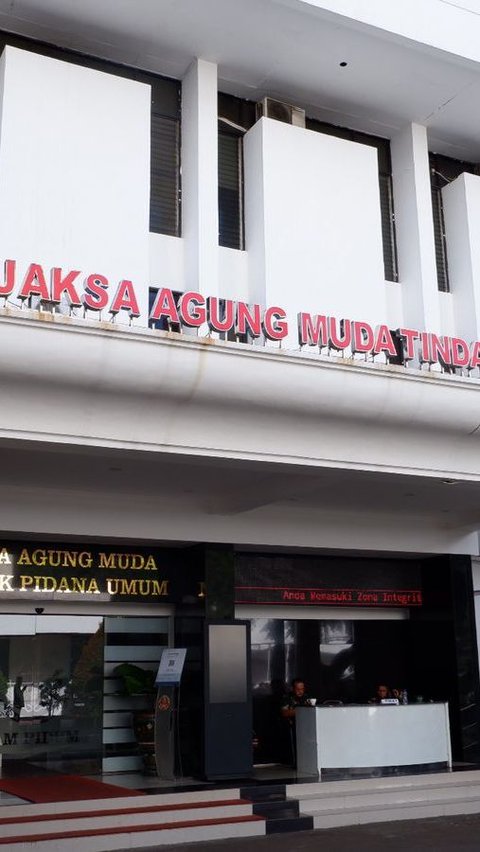 JAKSA AGUNG MUDA TINDA
A AGUNG MUDA
K PIDANA UMUM
Anda Memasuki Zona Integrit